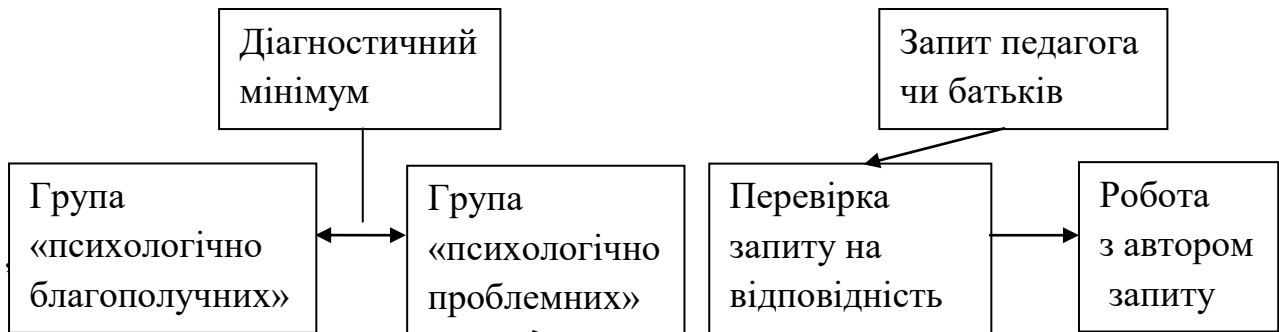 Діагностичний
мінімум
Запит педагога
чи батьків
Група
«психологічно
благополучних»
Група
«психологічно
проблемних»
Перевірка
запиту на
відповідність
Робота
з автором
запиту